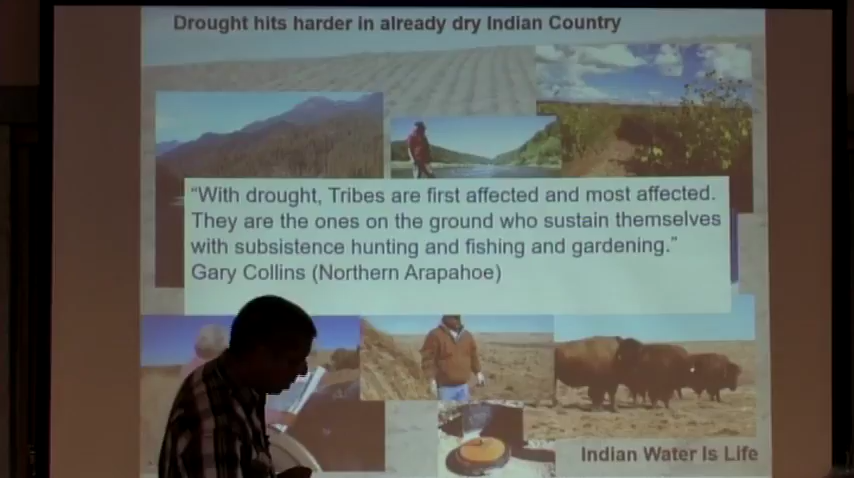 Drought hits harder in already dry Indian Country
“With drought, Tribes are first affected and most affected.
They are the ones on the ground who sustain themselves
with subsistence hunting and fishing and gardening.”
Gary Collins (Northern Arapahoe)
Indian Water Is Life